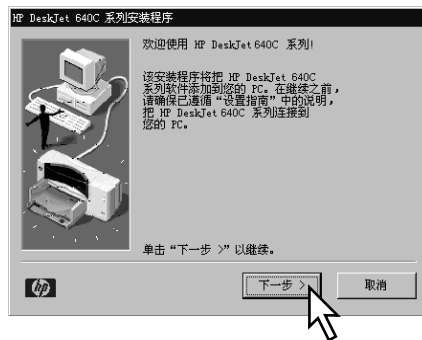 HP DeskJet 640C 系列安装程序
欢迎使用 HP DeskJet 640C 系列!
该安装程序将把 HP DeskJet 640C
系列软件添加到您的 PC。在继续之前，
请确保已遵循“设置指南”中的说明，
把 HP DeskJet 640C 系列连接到
您的 PC。
单击“下一步 >”以继续。
hp
下一步 >
取消